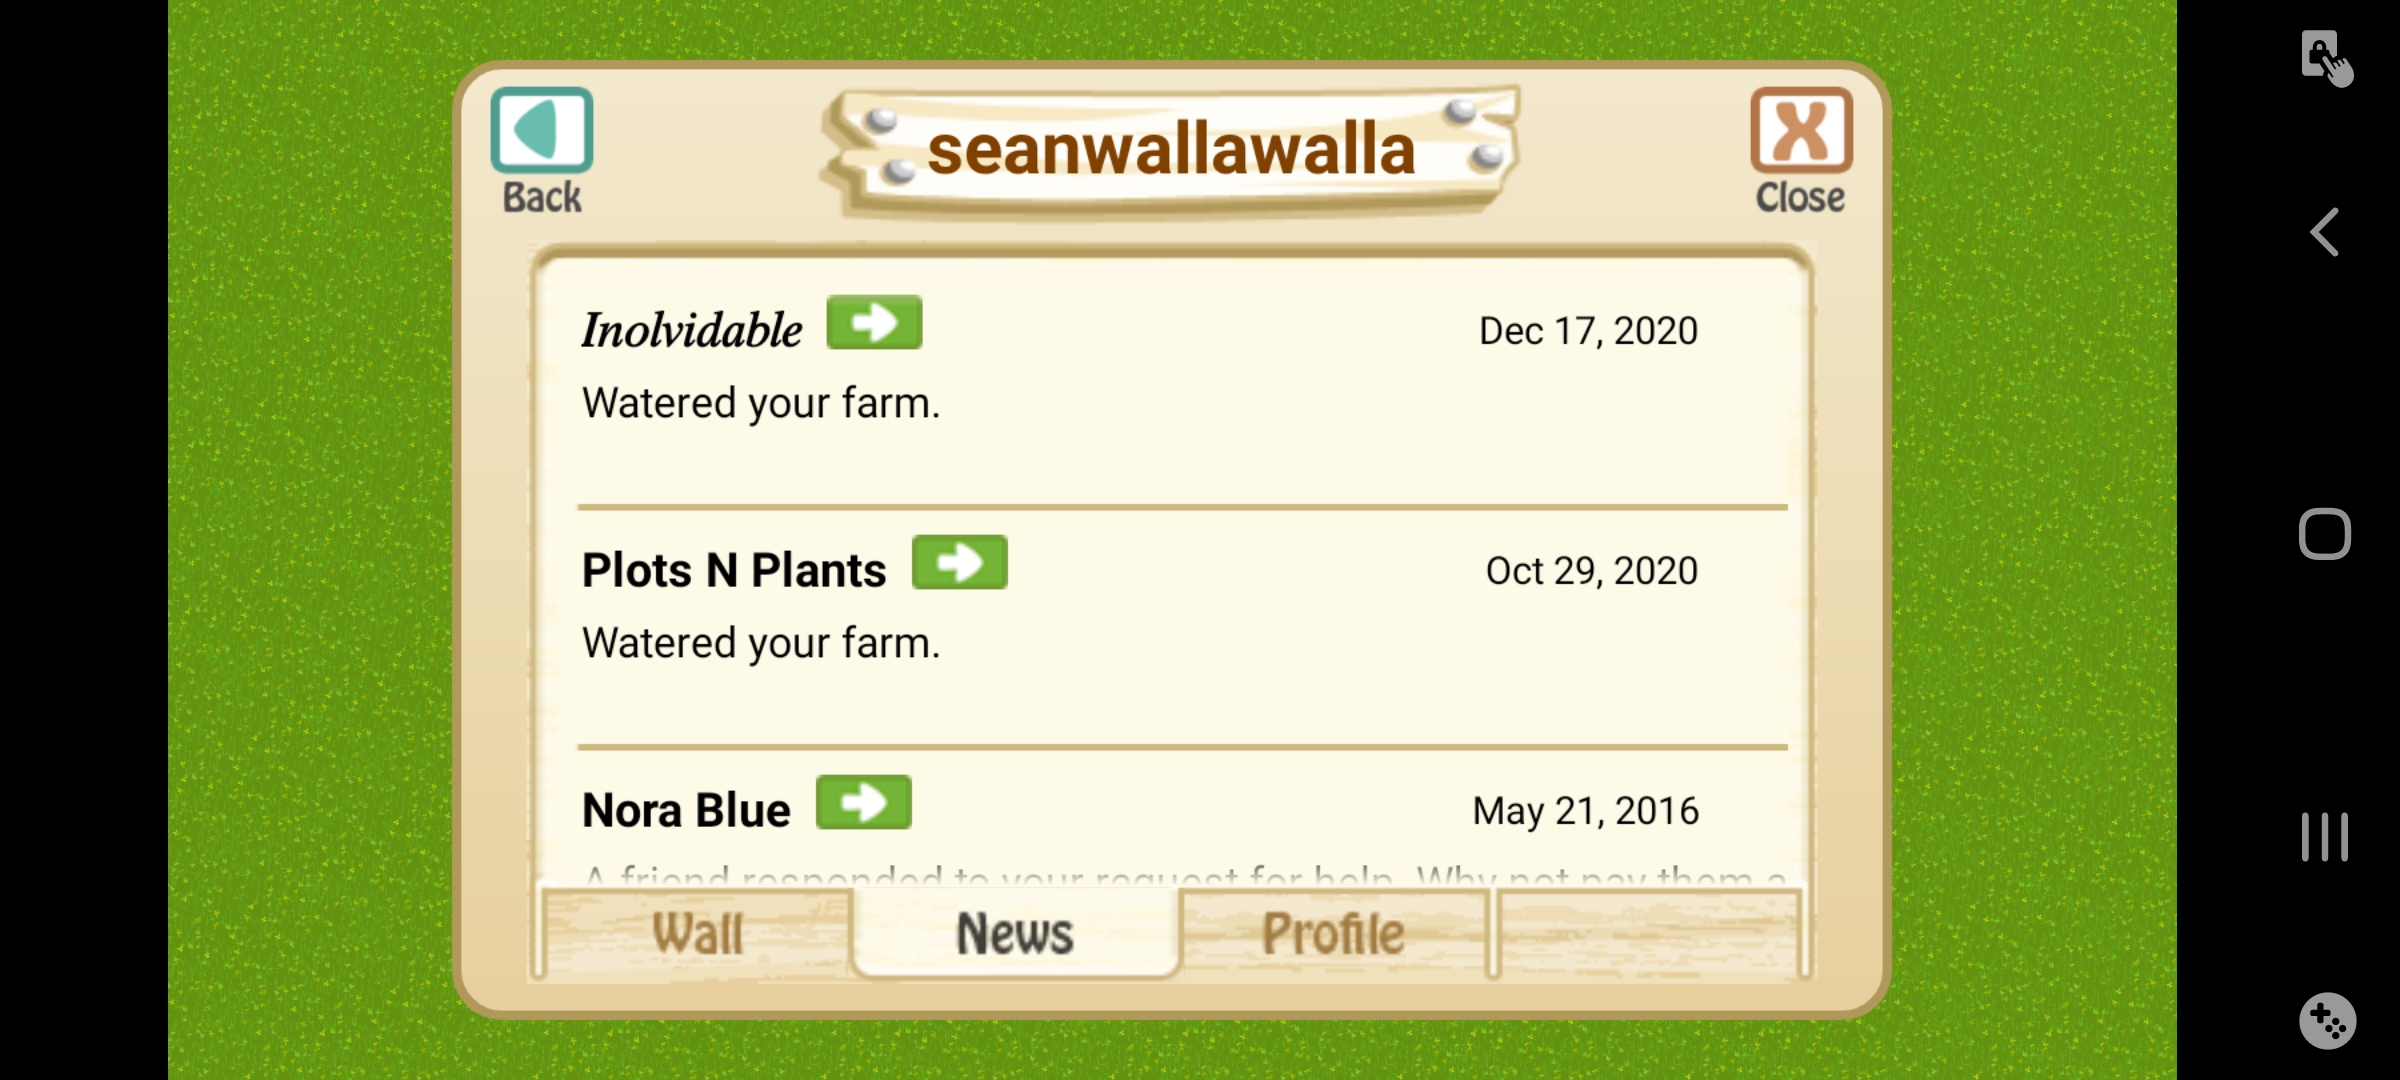 Back
seanwallawalla
Close
Inolvidable
Dec 17, 2020
Watered your farm.
Plots N Plants
Oct 29, 2020
Watered your farm.
Nora Blue
May 21, 2016
A friend responded to your request for help. Why not pay them a
Wall
News
Profile